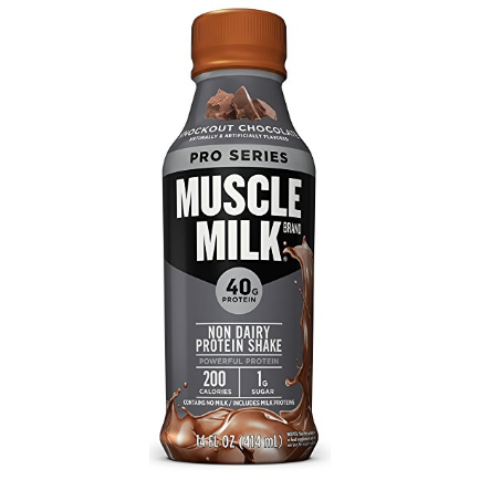 KNOCKOUT CHOCOLATE
NATURALLY & ARTIFICIALLY FLAVORED
PRO SERIES
MUSCLE
MILK BRAND
40G
PROTEIN
NON DAIRY
PROTEIN SHAKE
POWERFUL PROTEIN
200 1G
CALORIES SUGAR
CONTAINS NO MILK / INCLUDES MILK PROTEINS
14 FL OZ (414 mL)